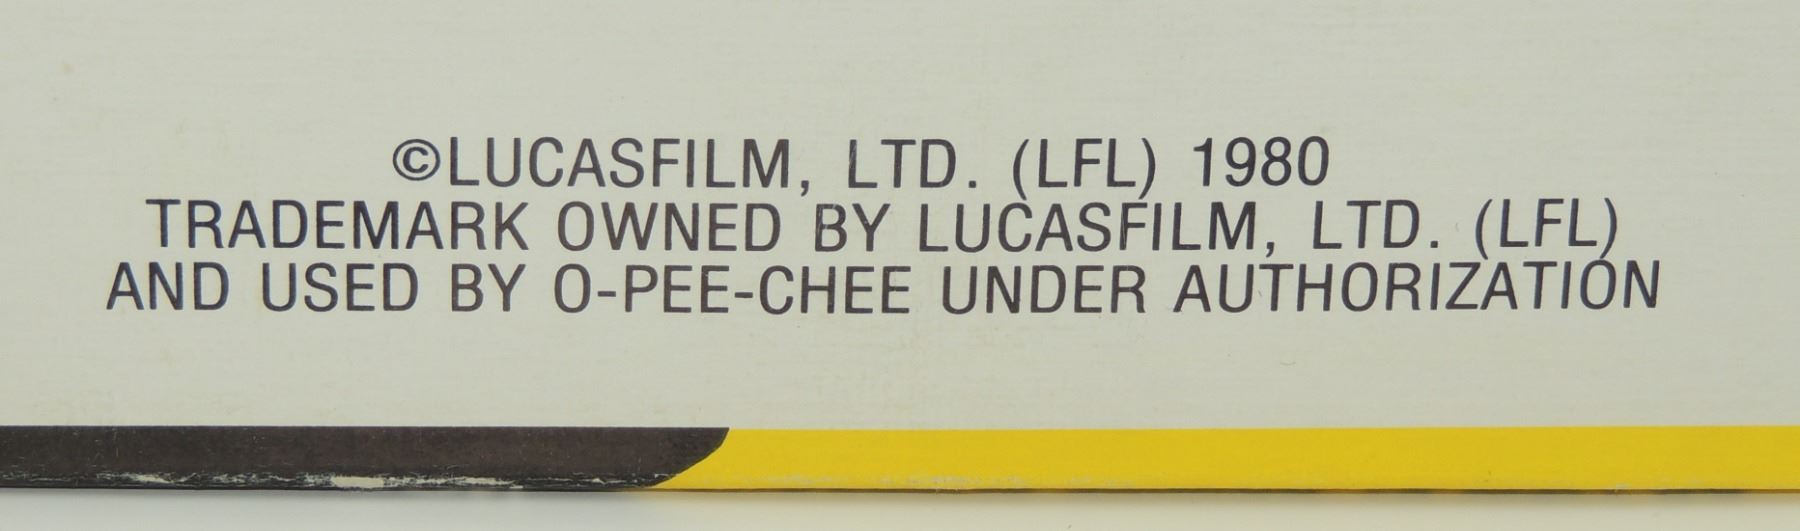 ©LUCASFILM, LTD. (LFL) 1980
TRADEMARK OWNED BY LUCASFILM, LTD. (LFL)
AND USED BY O-PEE-CHEE UNDER AUTHORIZATION